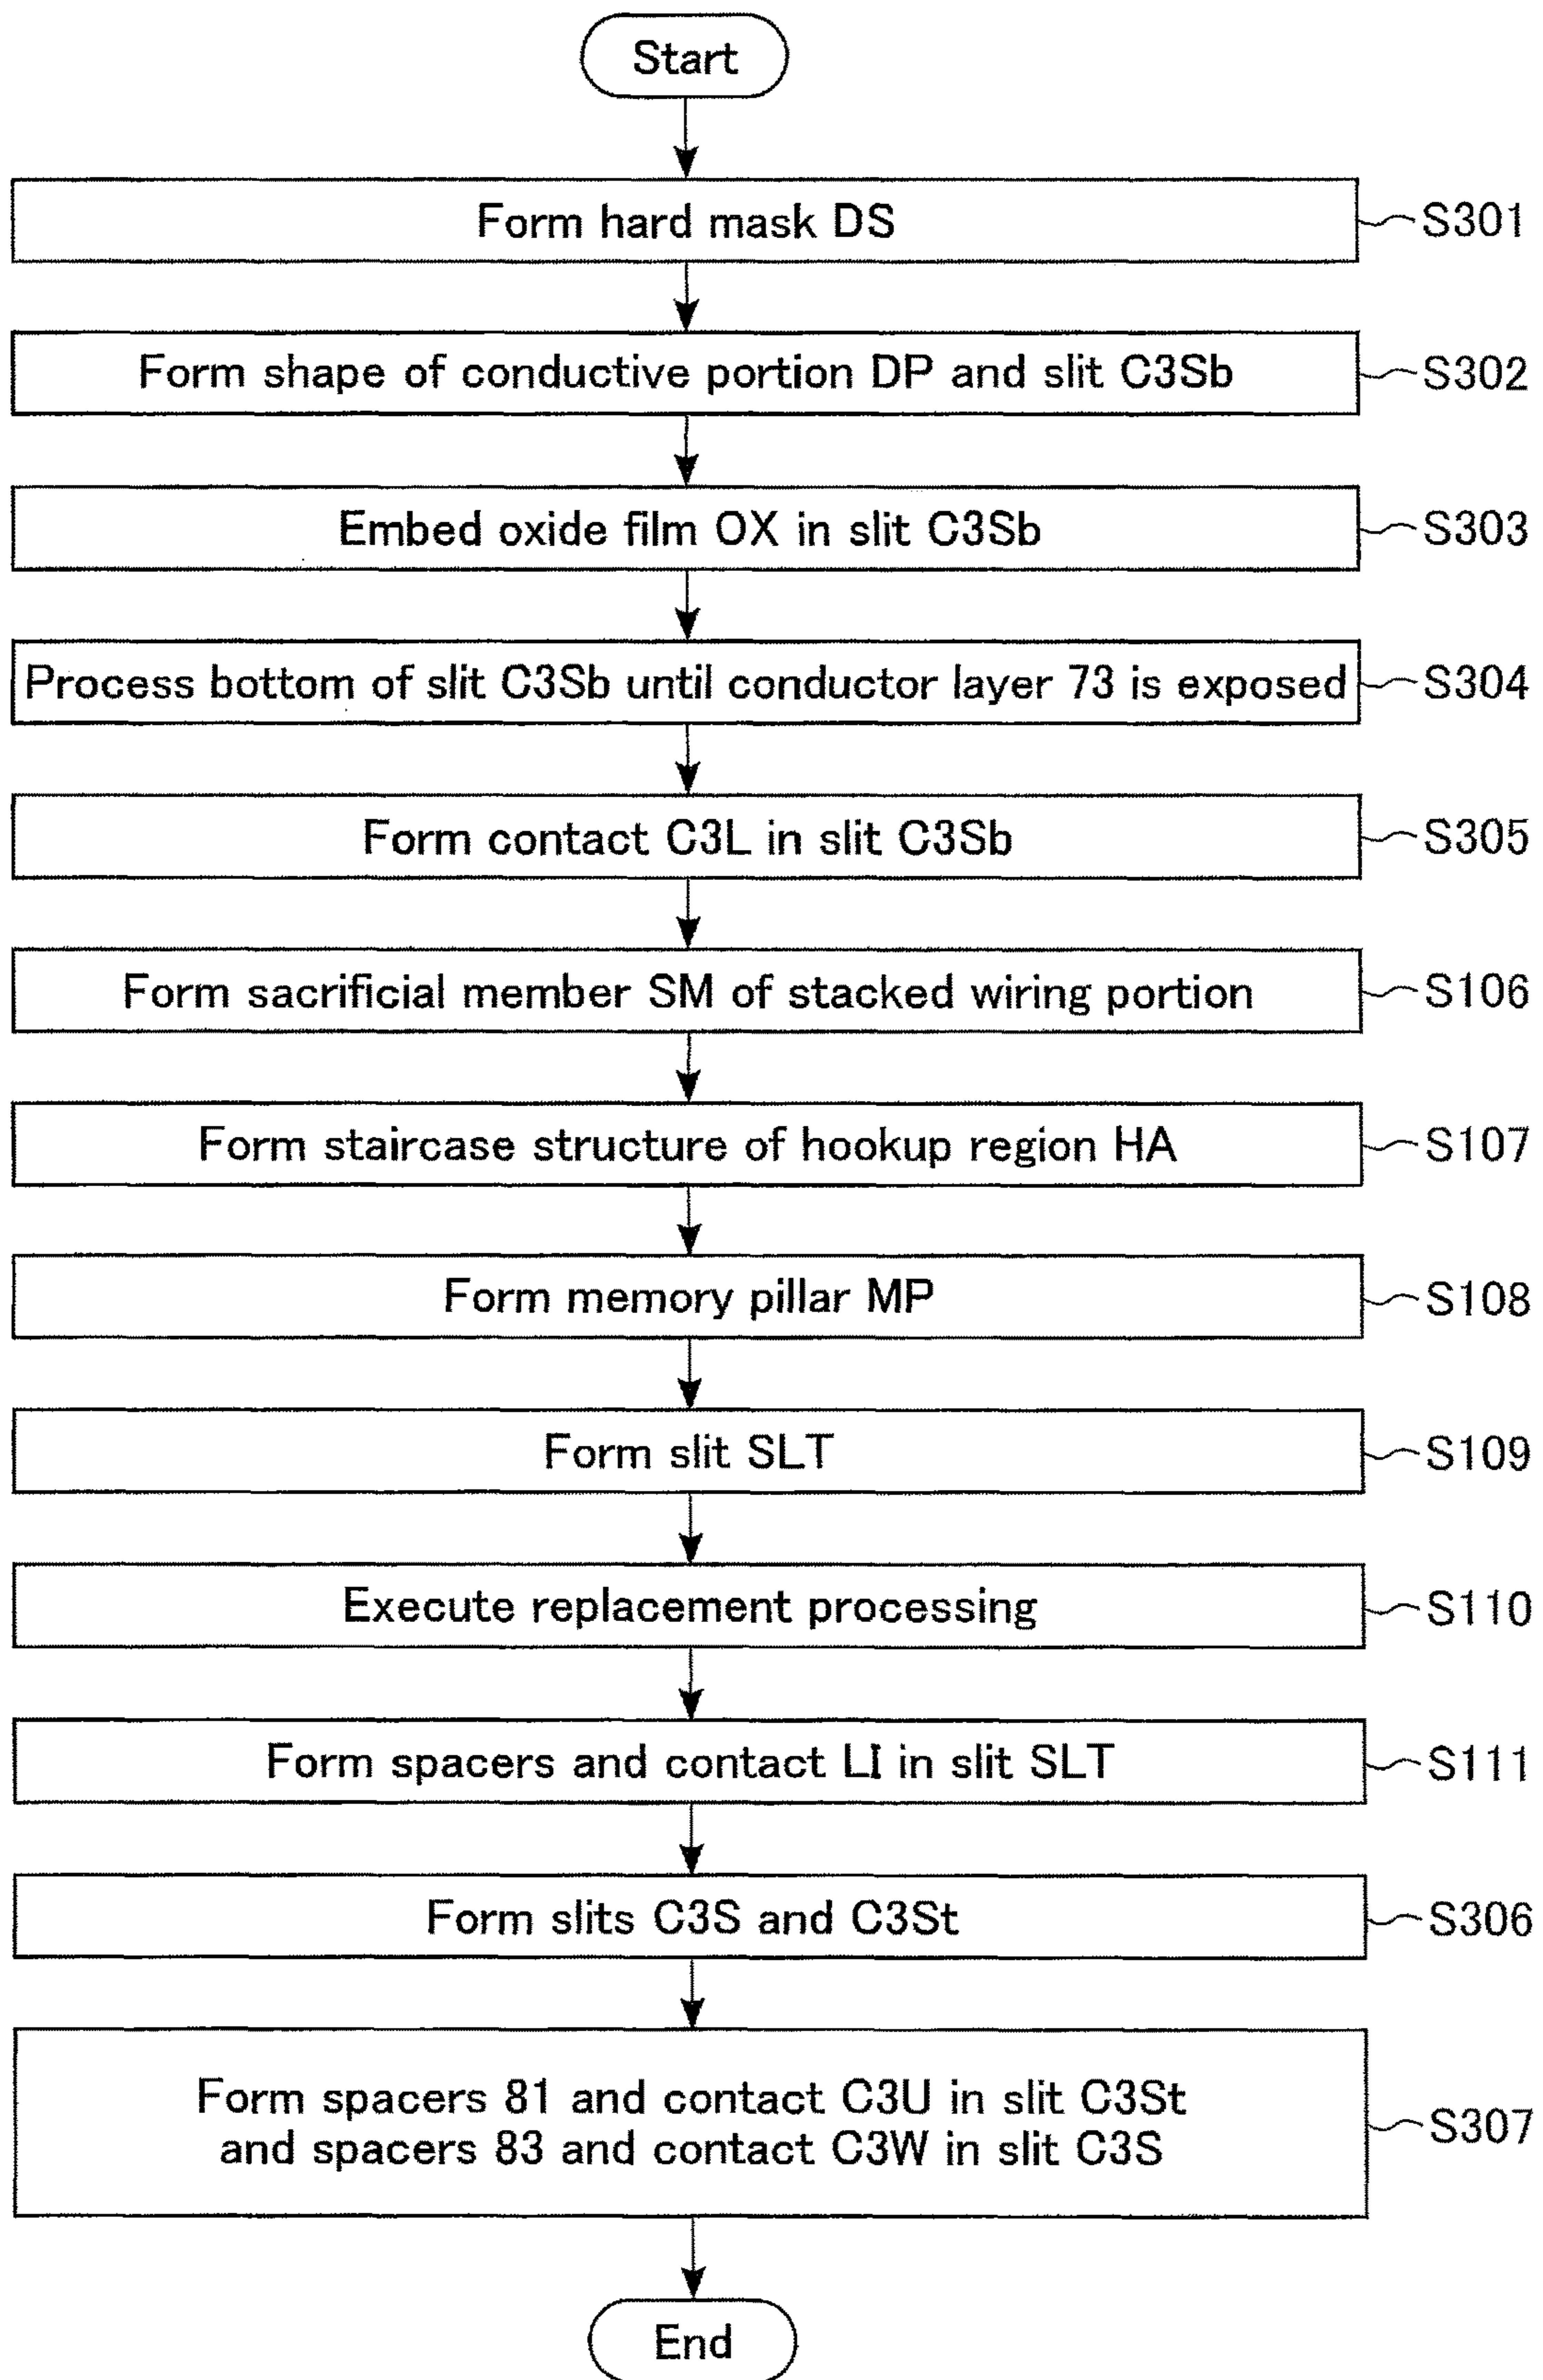 Start
Form hard mask DS
S301
Form shape of conductive portion DP and slit C3Sb
S302
Embed oxide film OX in slit C3Sb
S303
Process bottom of slit C3Sb until conductor layer 73 is exposed
S304
Form contact C3L in slit C3Sb
S305
Form sacrificial member SM of stacked wiring portion
S106
Form staircase structure of hookup region HA
S107
Form memory pillar MP
S108
Form slit SLT
S109
Execute replacement processing
S110
Form spacers and contact LI in slit SLT
S111
Form slits C3S and C3St
S306
Form spacers 81 and contact C3U in slit C3St
and spacers 83 and contact C3W in slit C3S
S307
End